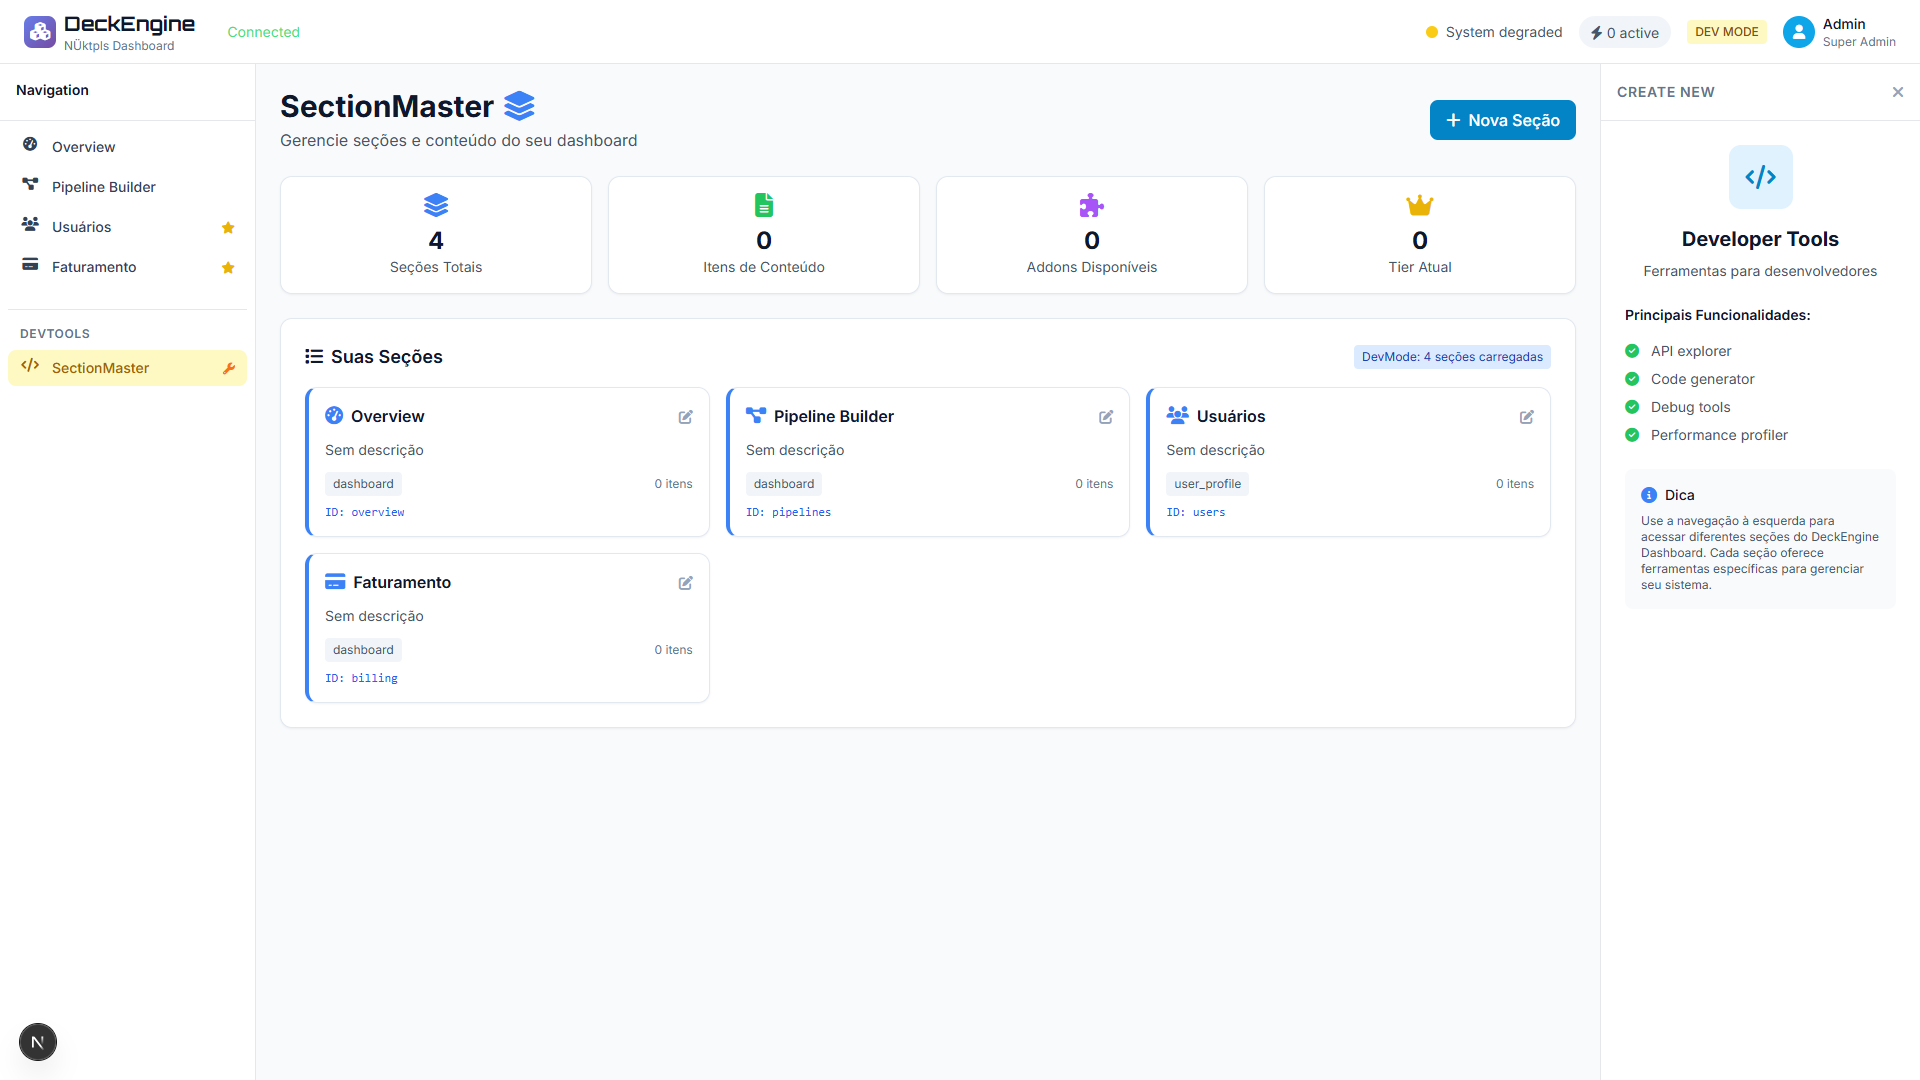 DeckEngine
NÜktpls Dashboard
Connected
System degraded
0 active
DEV MODE
Admin
Super Admin
Navigation
Overview
Pipeline Builder
Usuários
Faturamento
DEVTOOLS
SectionMaster
SectionMaster
Gerencie seções e conteúdo do seu dashboard
Nova Seção
4
Seções Totais
0
Itens de Conteúdo
0
Addons Disponíveis
0
Tier Atual
Suas Seções
DevMode: 4 seções carregadas
Overview
Sem descrição
dashboard
0 itens
ID: overview
Pipeline Builder
Sem descrição
dashboard
0 itens
ID: pipelines
Usuários
Sem descrição
user_profile
0 itens
ID: users
Faturamento
Sem descrição
dashboard
0 itens
ID: billing
CREATE NEW
Developer Tools
Ferramentas para desenvolvedores
Principais Funcionalidades:
API explorer
Code generator
Debug tools
Performance profiler
Dica
Use a navegação à esquerda para
acessar diferentes seções do DeckEngine
Dashboard. Cada seção oferece
ferramentas específicas para gerenciar
seu sistema.
N